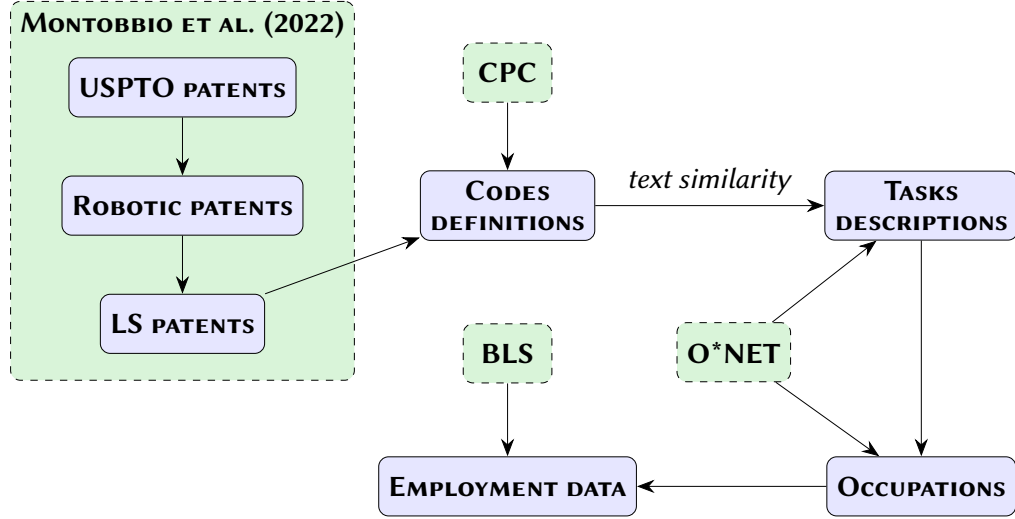 Montobbio et al. (2022)
USPTO patents
Robotic patents
LS patents
CPC
Codes
definitions
text similarity
Tasks
descriptions
BLS
O*NET
Employment data
Occupations